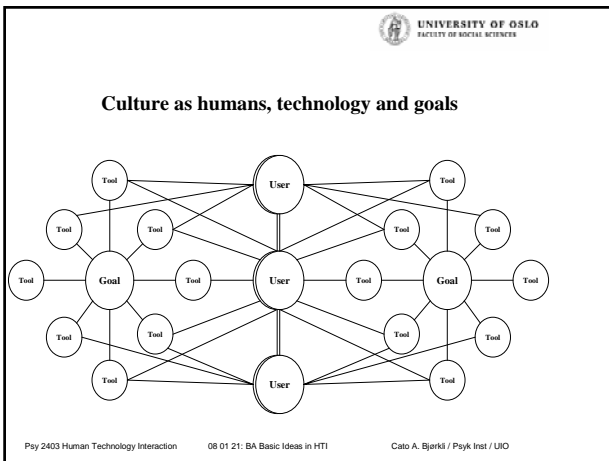 UNIVERSITY OF OSLO
FACULTY OF SOCIAL SCIENCES
Culture as humans, technology and goals
Tool
User
Tool
Tool
Tool
Tool
Tool
Tool
Goal
Tool
User
Tool
Goal
Tool
Tool
Tool
Tool
Tool
Tool
User
Tool
Psy 2403 Human Technology Interaction 08 01 21: BA Basic Ideas in HTI Cato A. Bjørkli / Psyk Inst / UIO